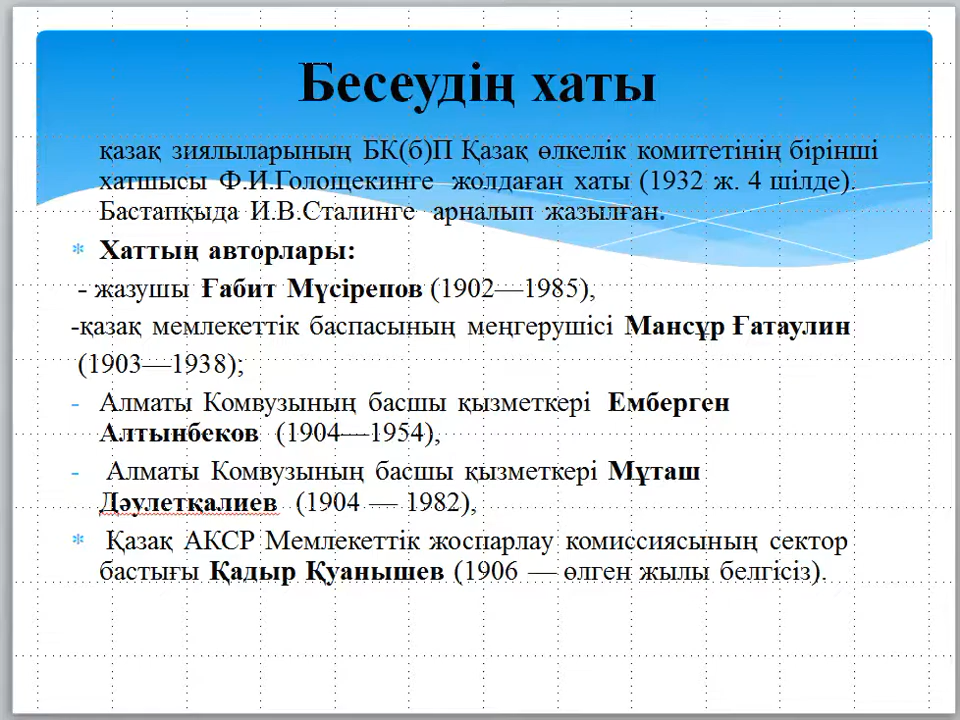 Бесеудің хаты
қазақ зиялыларының БК(б)П Қазақ өлкелік комитетінің бірінші
хатшысы Ф.И.Голощекинге жолдаған хаты (1932 ж. 4 шілде).
Бастапқыда И.В.Сталинге арналып жазылған.
* Хаттың авторлары:
- жазушы Ғабит Мүсірепов (1902—1985),
-қазақ мемлекеттік баспасының меңгерушісі Мансұр Ғатаулин
(1903—1938);
- Алматы Комвузының басшы қызметкері Емберген
Алтынбеков (1904—1954),
- Алматы Комвузының басшы қызметкері Мұташ
Дәулетқалиев (1904 — 1982),
* Қазақ АКСР Мемлекеттік жоспарлау комиссиясының сектор
бастығы Қадыр Қуанышев (1906 — өлген жылы белгісіз).